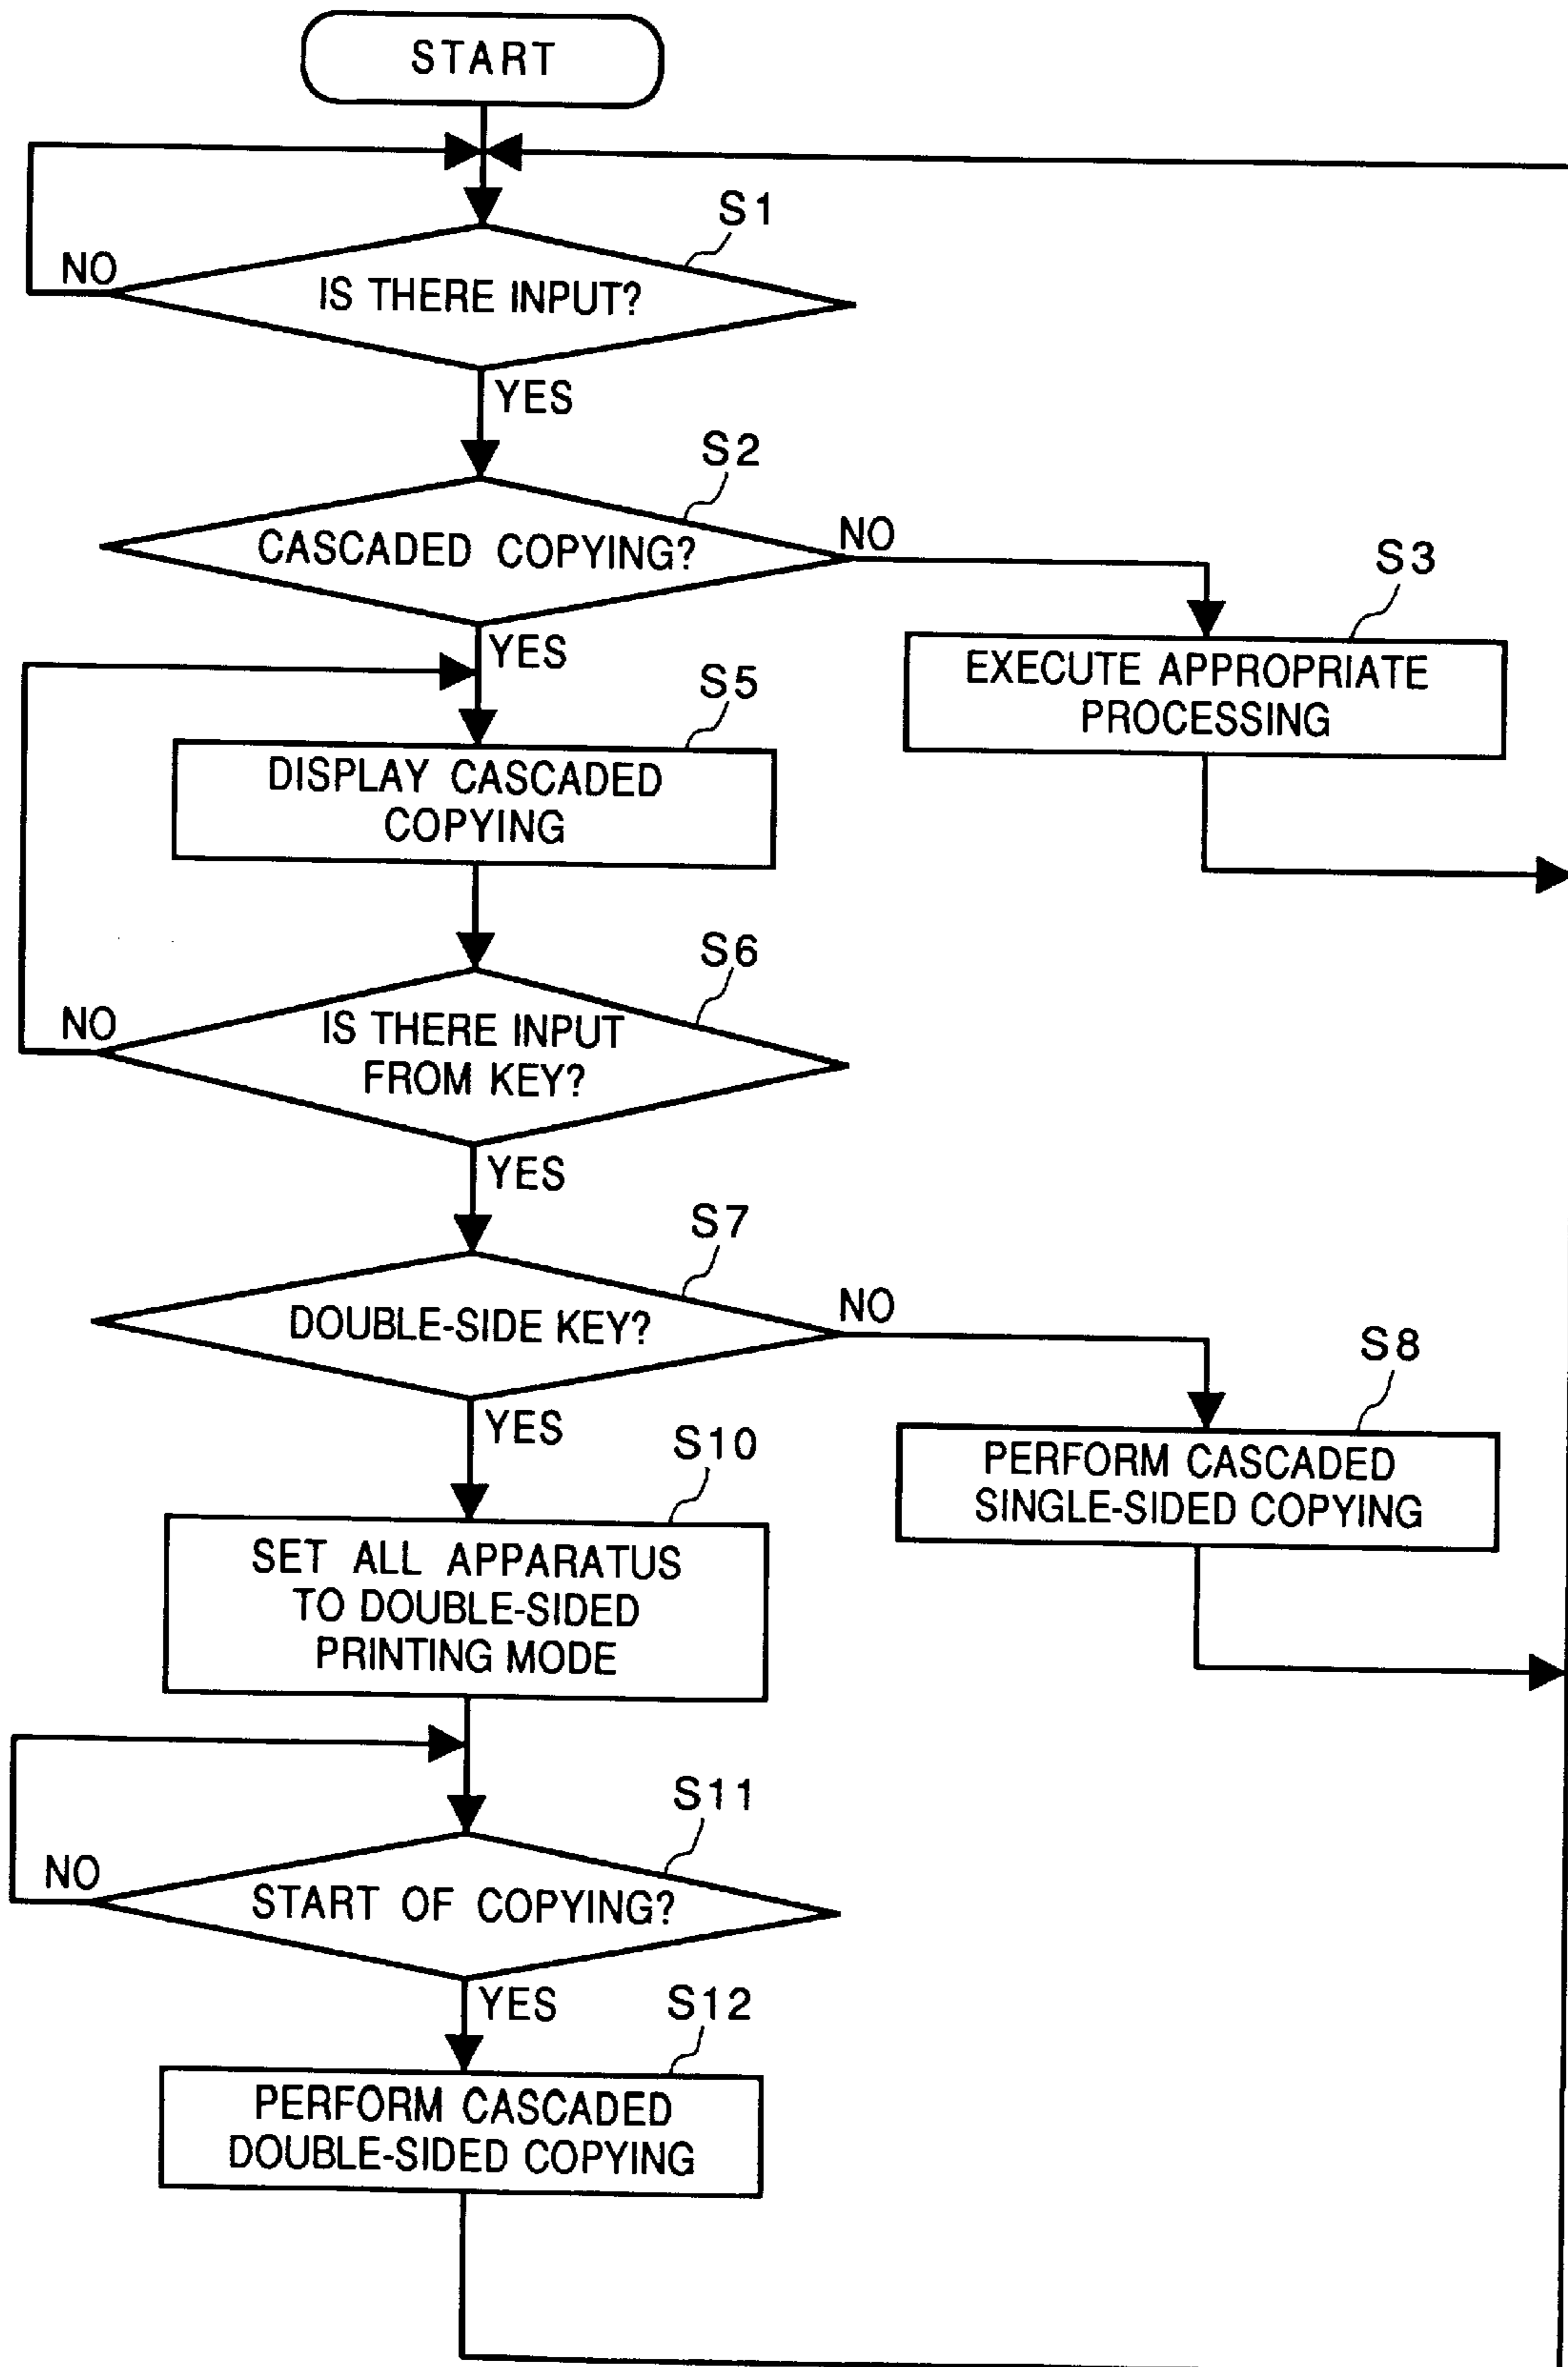 START
S1
NO
IS THERE INPUT?
YES
S2
CASCADED COPYING?
NO
S3
YES
EXECUTE APPROPRIATE
PROCESSING
S5
DISPLAY CASCADED
COPYING
S6
NO
IS THERE INPUT
FROM KEY?
YES
S7
DOUBLE-SIDE KEY?
NO
S8
YES
S10
PERFORM CASCADED
SINGLE-SIDED COPYING
SET ALL APPARATUS
TO DOUBLE-SIDED
PRINTING MODE
S11
NO
START OF COPYING?
YES
S12
PERFORM CASCADED
DOUBLE-SIDED COPYING